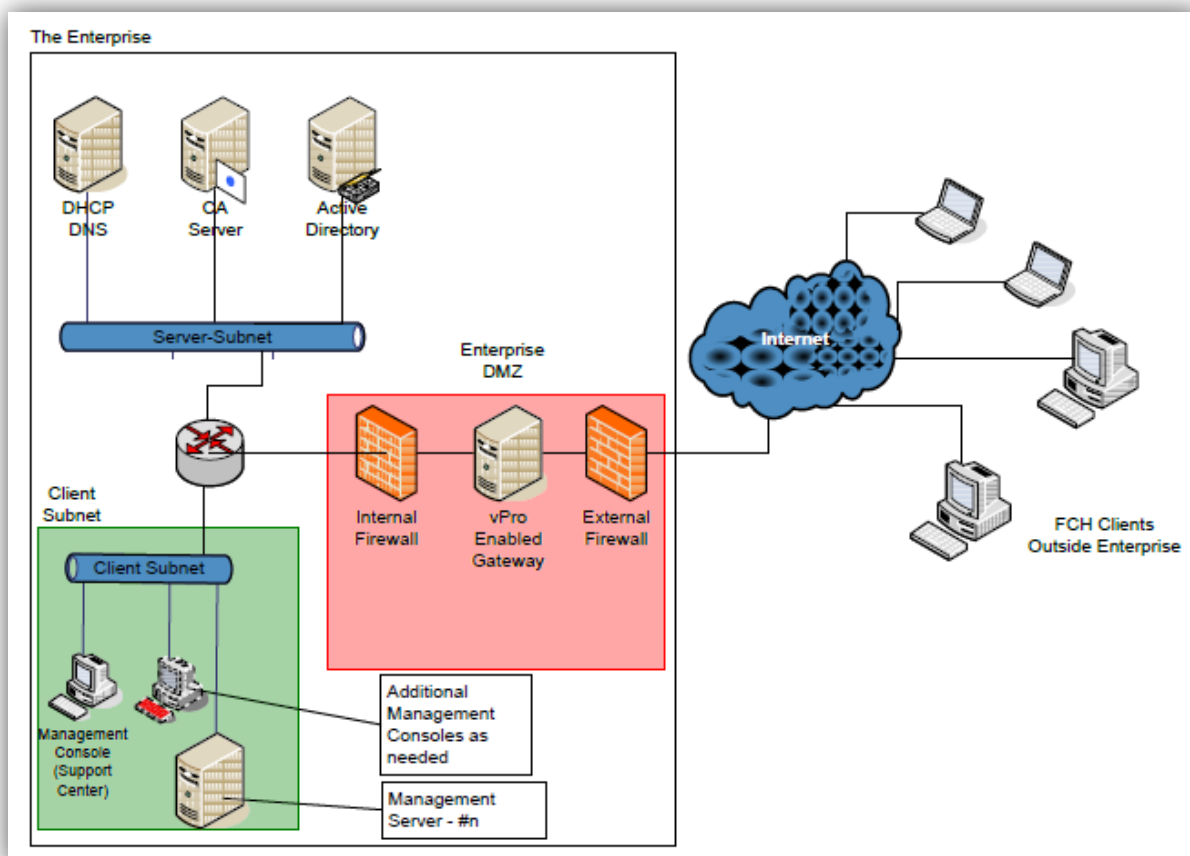 The Enterprise
DHCP
DNS
CA
Server
Active
Directory
Server-Subnet
Enterprise
DMZ
Internet
Internal
Firewall
vPro
Enabled
Gateway
External
Firewall
FCH Clients
Outside Enterprise
Client
Subnet
Client Subnet
Management
Console
(Support
Center)
Additional
Management
Consoles as
needed
Management
Server - #n